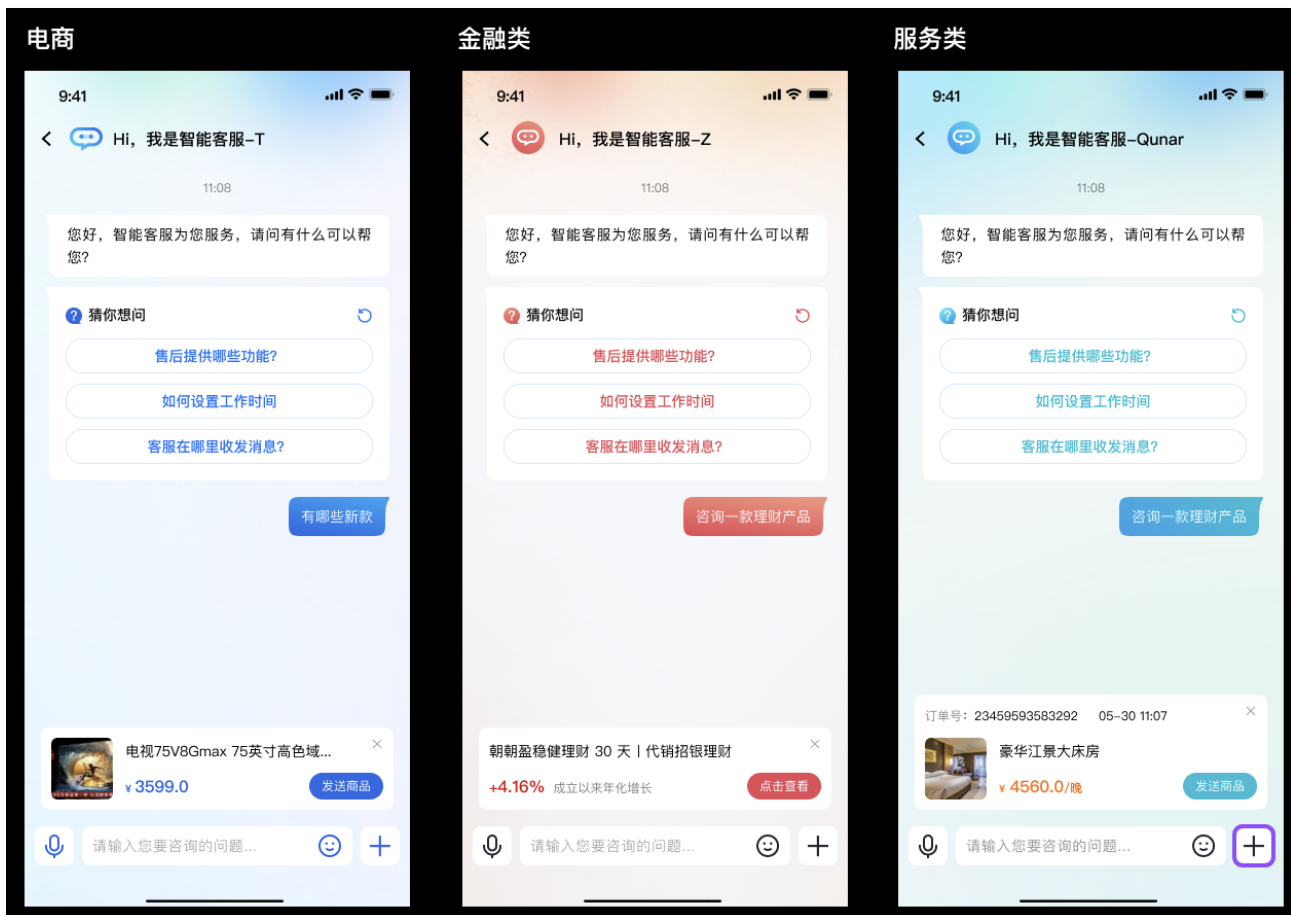 电商
9:41
Hi，我是智能客服–T
11:08
您好，智能客服为您服务，请问有什么可以帮
您?
猜你想问
售后提供哪些功能?
如何设置工作时间
客服在哪里收发消息?
有哪些新款
电视75V8Gmax 75英寸高色域...
¥ 3599.0
发送商品
请输入您要咨询的问题...
金融类
9:41
Hi，我是智能客服–Z
11:08
您好，智能客服为您服务，请问有什么可以帮
您?
猜你想问
售后提供哪些功能?
如何设置工作时间
客服在哪里收发消息?
咨询一款理财产品
朝朝盈稳健理财 30 天丨代销招银理财
+4.16% 成立以来年化增长
点击查看
请输入您要咨询的问题...
服务类
9:41
Hi，我是智能客服–Qunar
11:08
您好，智能客服为您服务，请问有什么可以帮
您?
猜你想问
售后提供哪些功能?
如何设置工作时间
客服在哪里收发消息?
咨询一款理财产品
订单号：23459593583292 05–30 11:07
豪华江景大床房
¥ 4560.0/晚
发送商品
请输入您要咨询的问题...